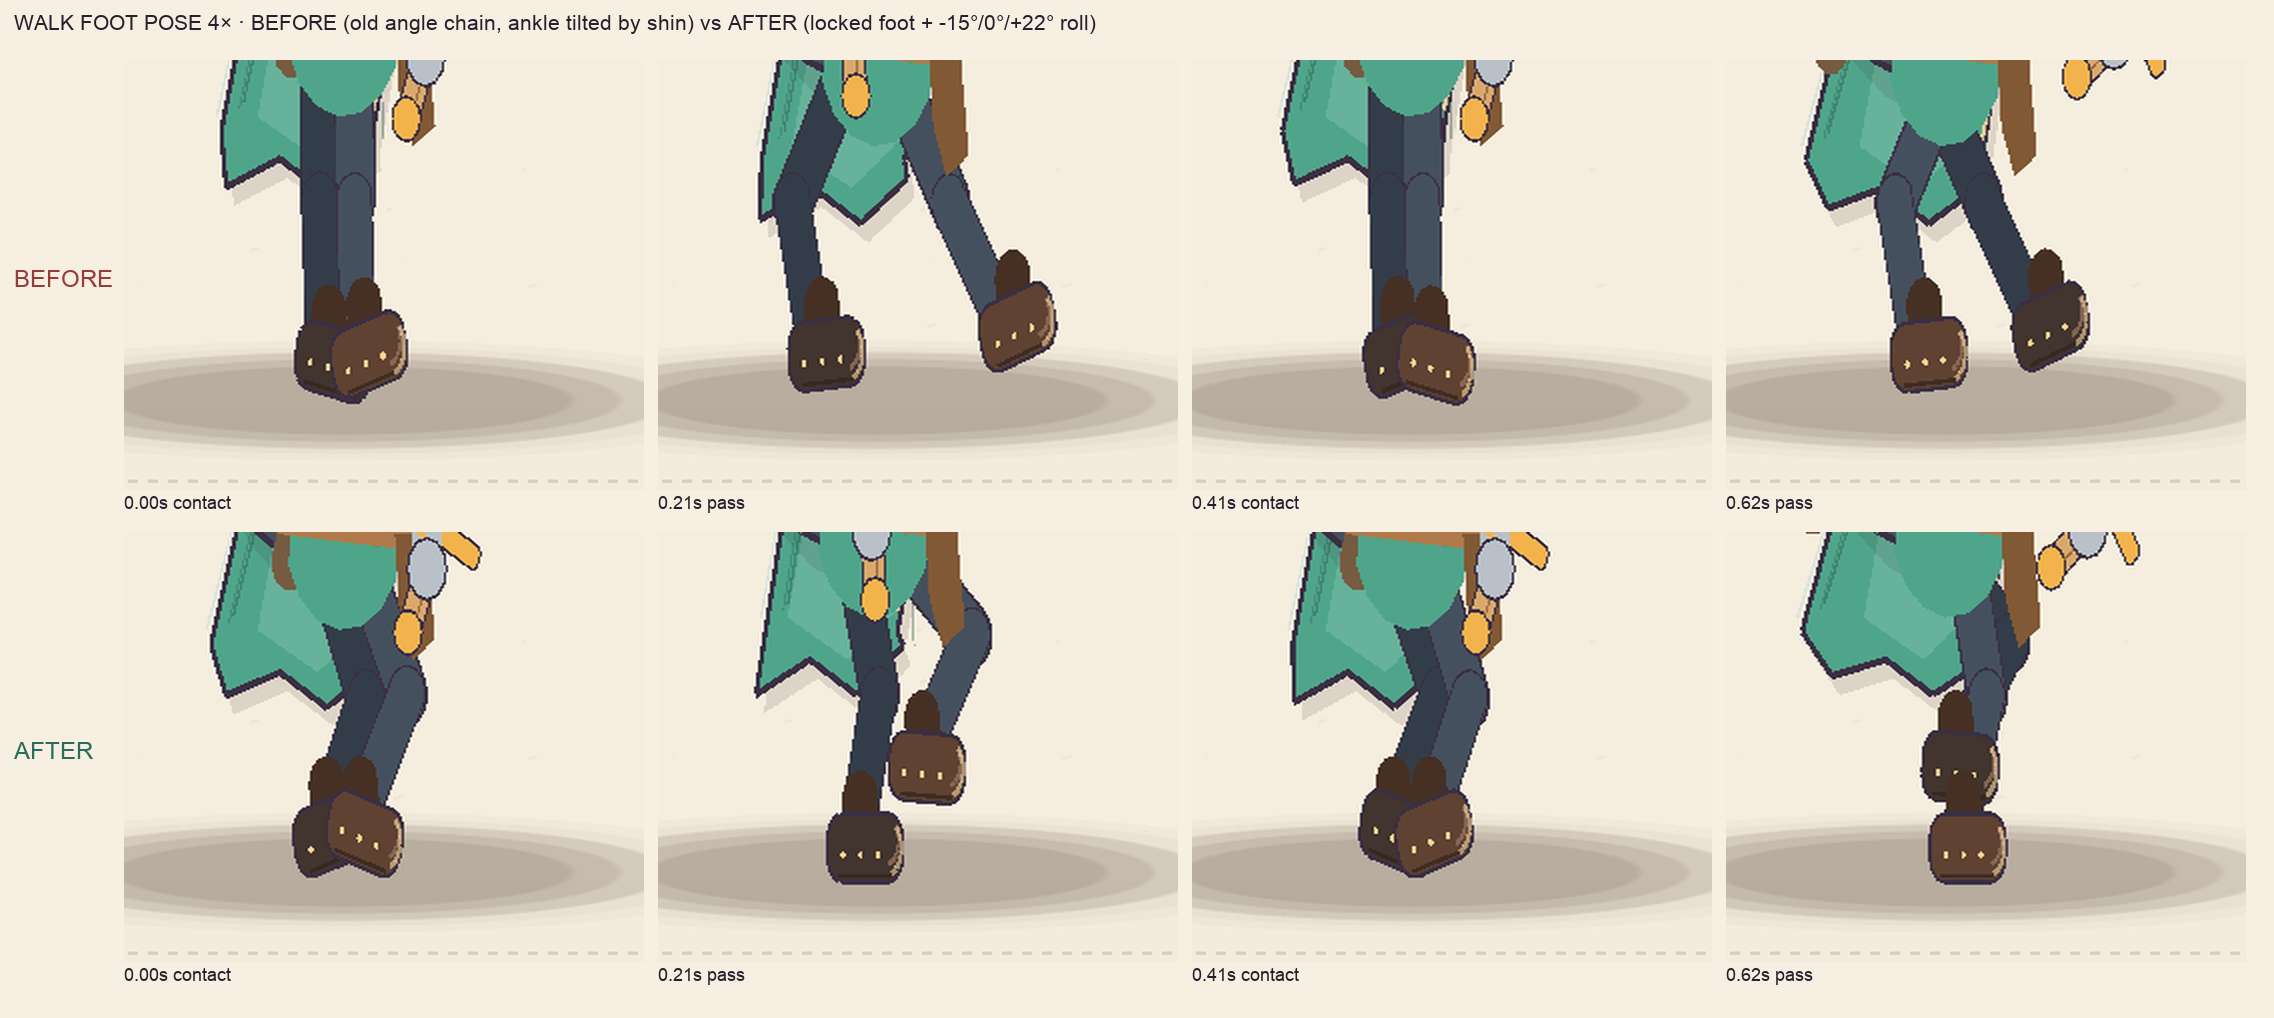 WALK FOOT POSE 4× · BEFORE (old angle chain, ankle tilted by shin) vs AFTER (locked foot + -15°/0°/+22° roll)
BEFORE
0.00s contact
0.21s pass
0.41s contact
0.62s pass
AFTER
0.00s contact
0.21s pass
0.41s contact
0.62s pass